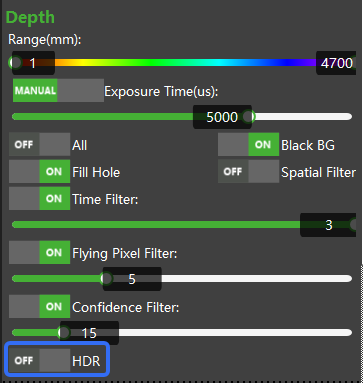 Depth
Range(mm):
1 4700
MANUAL Exposure Time(us):
5000
OFF All ON Black BG
ON Fill Hole OFF Spatial Filter
ON Time Filter:
3
ON Flying Pixel Filter:
5
ON Confidence Filter:
15
OFF HDR